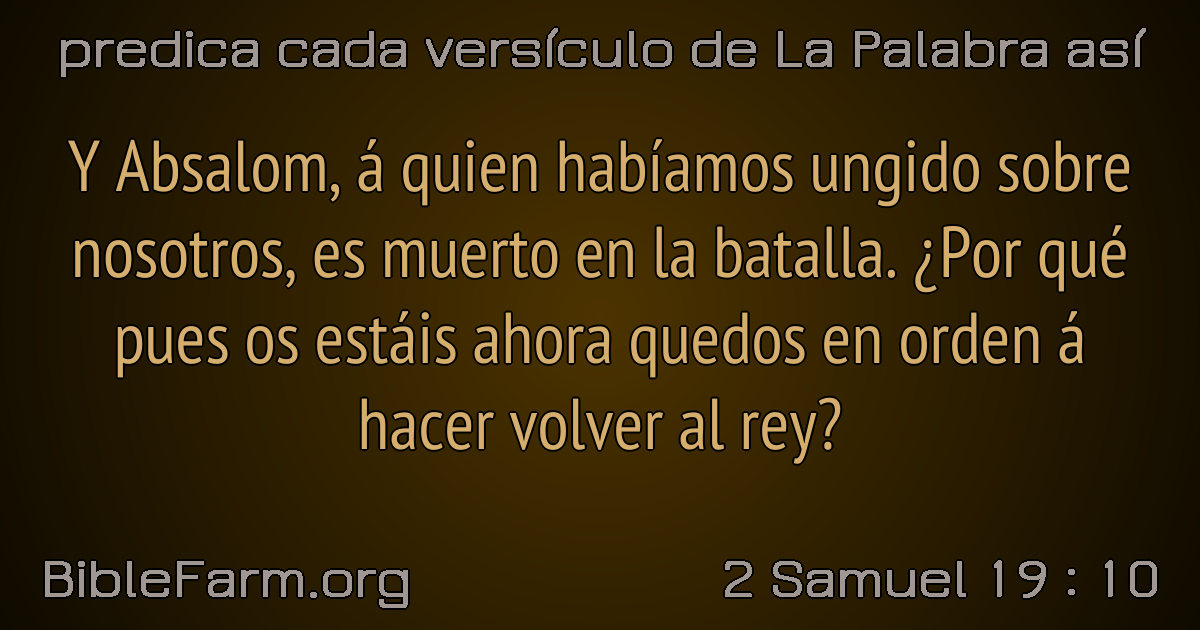 predica cada versículo de La Palabra así
Y Absalom, á quien habíamos ungido sobre
nosotros, es muerto en la batalla. ¿Por qué
pues os estáis ahora quedos en orden á
hacer volver al rey?
BibleFarm.org
2 Samuel 19 : 10